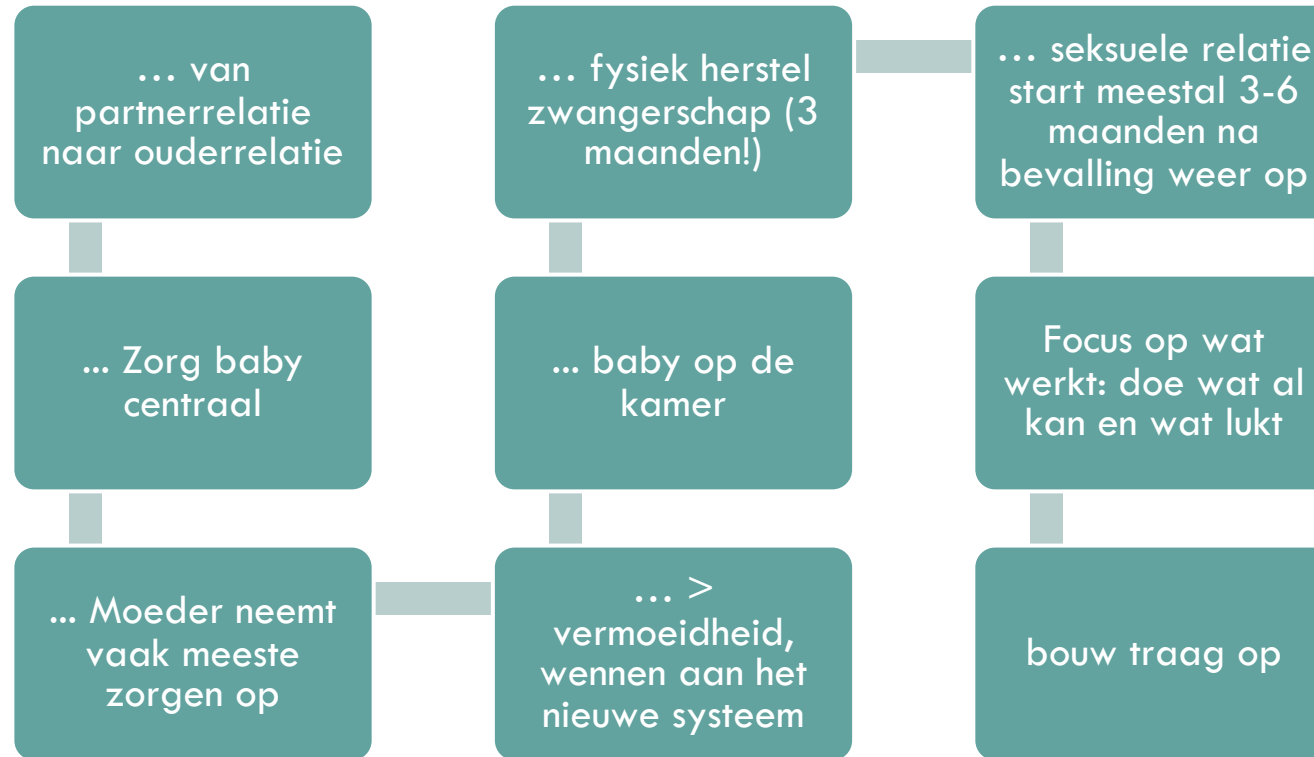 … van
partnerrelatie
naar ouderrelatie
... Zorg baby
centraal
... Moeder neemt
vaak meeste
zorgen op
… >
vermoeidheid,
wennen aan het
nieuwe systeem
... baby op de
kamer
… fysiek herstel
zwangerschap (3
maanden!)
… seksuele relatie
start meestal 3-6
maanden na
bevalling weer op
Focus op wat
werkt: doe wat al
kan en wat lukt
bouw traag op